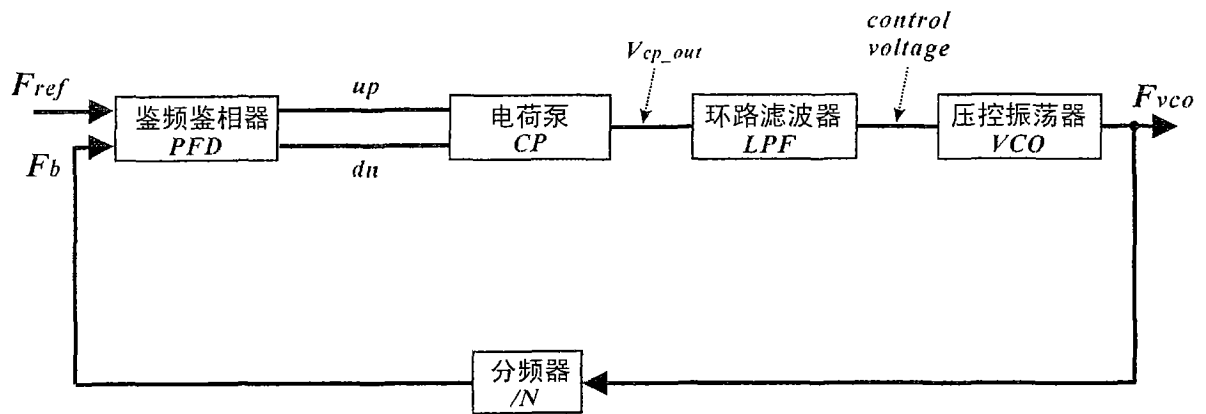 control
voltage
Vcp_out
Fref
up
Fvco
鉴频鉴相器
PFD
电荷泵
CP
环路滤波器
LPF
压控振荡器
VCO
Fb
dn
分频器
/N